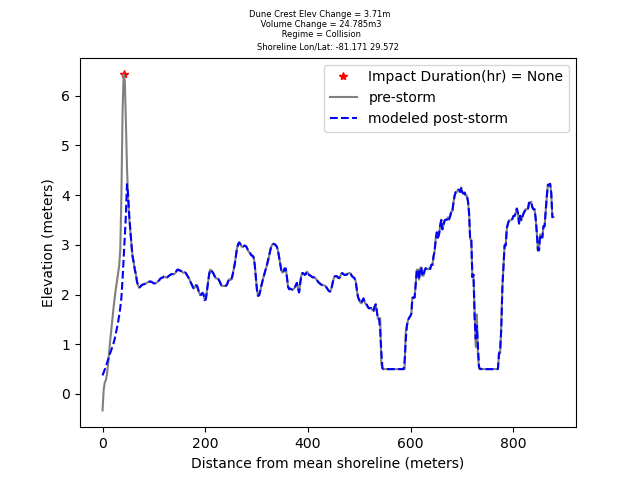 Dune Crest Elev Change = 3.71m
Volume Change = 24.785m3
Regime = Collision
Shoreline Lon/Lat: -81.171 29.572
Impact Duration(hr) = None
pre-storm
modeled post-storm
Elevation (meters)
6
5
4
3
2
1
0
0 200 400 600 800
Distance from mean shoreline (meters)